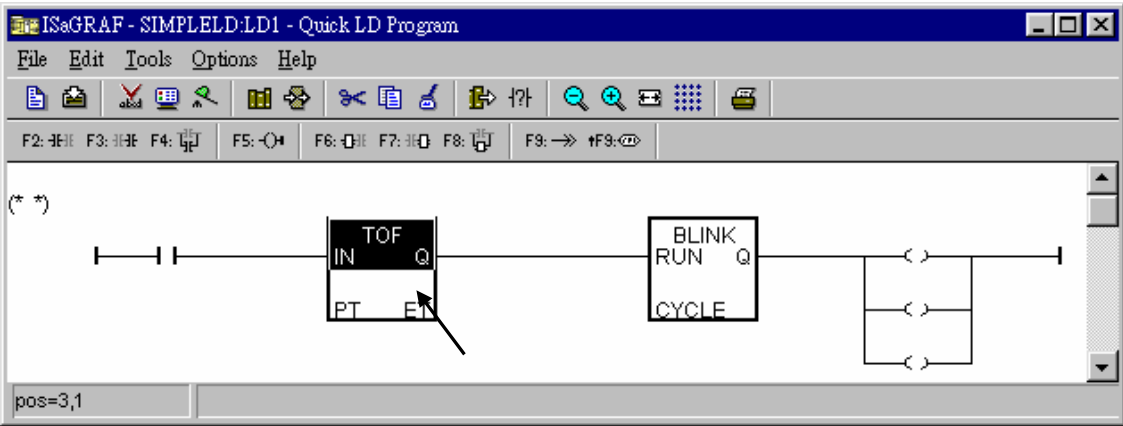 ISaGRAF - SIMPLELD:LD1 - Quick LD Program
File Edit Tools Options Help
F2: F3: F4: F5: F6: F7: F8: F9: F9:
(* *)
TOF BLINK
IN Q RUN Q
PT ET CYCLE
pos=3,1